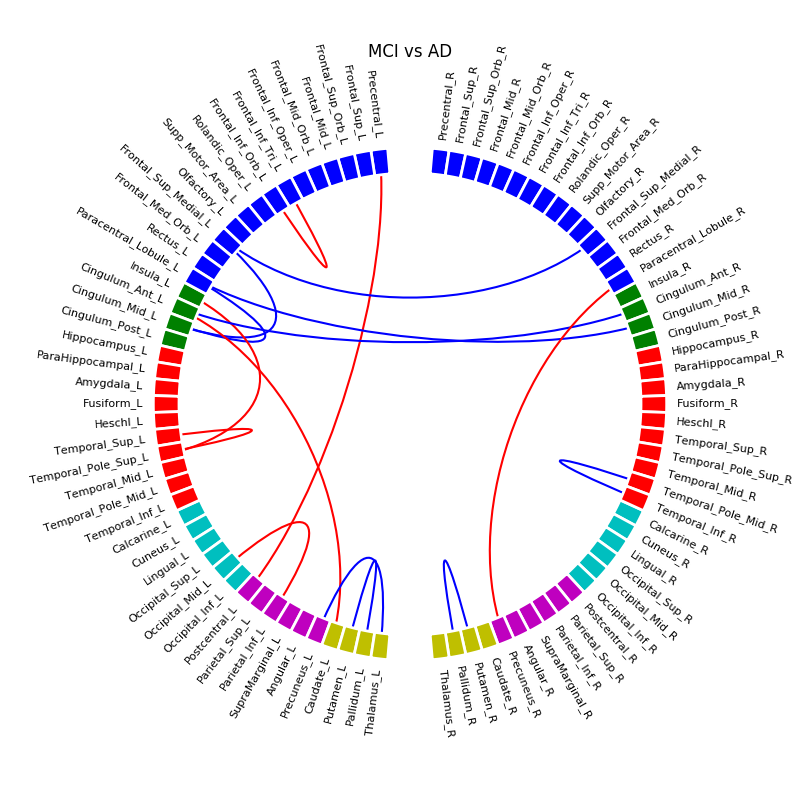 MCI vs AD
Precentral_L
Frontal_Sup_L
Frontal_Sup_Orb_L
Frontal_Mid_L
Frontal_Mid_Orb_L
Frontal_Inf_Oper_L
Frontal_Inf_Tri_L
Frontal_Inf_Orb_L
Rolandic_Oper_L
Supp_Motor_Area_L
Olfactory_L
Frontal_Sup_Medial_L
Frontal_Med_Orb_L
Rectus_L
Paracentral_Lobule_L
Insula_L
Cingulum_Ant_L
Cingulum_Mid_L
Cingulum_Post_L
Hippocampus_L
ParaHippocampal_L
Amygdala_L
Fusiform_L
Heschl_L
Temporal_Sup_L
Temporal_Pole_Sup_L
Temporal_Mid_L
Temporal_Pole_Mid_L
Temporal_Inf_L
Calcarine_L
Cuneus_L
Lingual_L
Occipital_Sup_L
Occipital_Mid_L
Occipital_Inf_L
Postcentral_L
Parietal_Sup_L
Parietal_Inf_L
SupraMarginal_L
Angular_L
Precuneus_L
Caudate_L
Putamen_L
Pallidum_L
Thalamus_L
Precentral_R
Frontal_Sup_R
Frontal_Sup_Orb_R
Frontal_Mid_R
Frontal_Mid_Orb_R
Frontal_Inf_Oper_R
Frontal_Inf_Tri_R
Frontal_Inf_Orb_R
Rolandic_Oper_R
Supp_Motor_Area_R
Olfactory_R
Frontal_Sup_Medial_R
Frontal_Med_Orb_R
Rectus_R
Paracentral_Lobule_R
Insula_R
Cingulum_Ant_R
Cingulum_Mid_R
Cingulum_Post_R
Hippocampus_R
ParaHippocampal_R
Amygdala_R
Fusiform_R
Heschl_R
Temporal_Sup_R
Temporal_Pole_Sup_R
Temporal_Mid_R
Temporal_Pole_Mid_R
Temporal_Inf_R
Calcarine_R
Cuneus_R
Lingual_R
Occipital_Sup_R
Occipital_Mid_R
Occipital_Inf_R
Postcentral_R
Parietal_Sup_R
Parietal_Inf_R
SupraMarginal_R
Angular_R
Precuneus_R
Caudate_R
Putamen_R
Pallidum_R
Thalamus_R